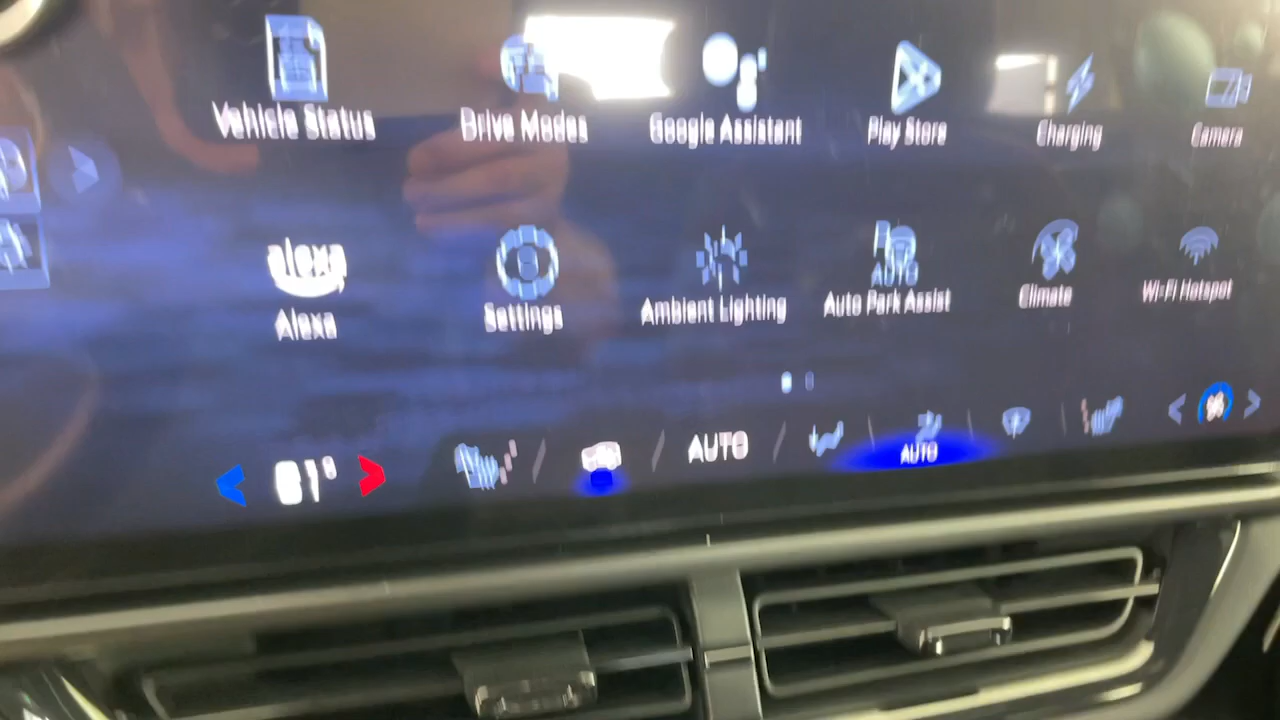 Vehicle Status
Drive Modes
Google Assistant
Play Store
Charging
Camera
alexa
Alexa
Settings
Ambient Lighting
AUTO
Auto Park Assist
Climate
Wi-Fi Hotspot
61°
AUTO
AUTO